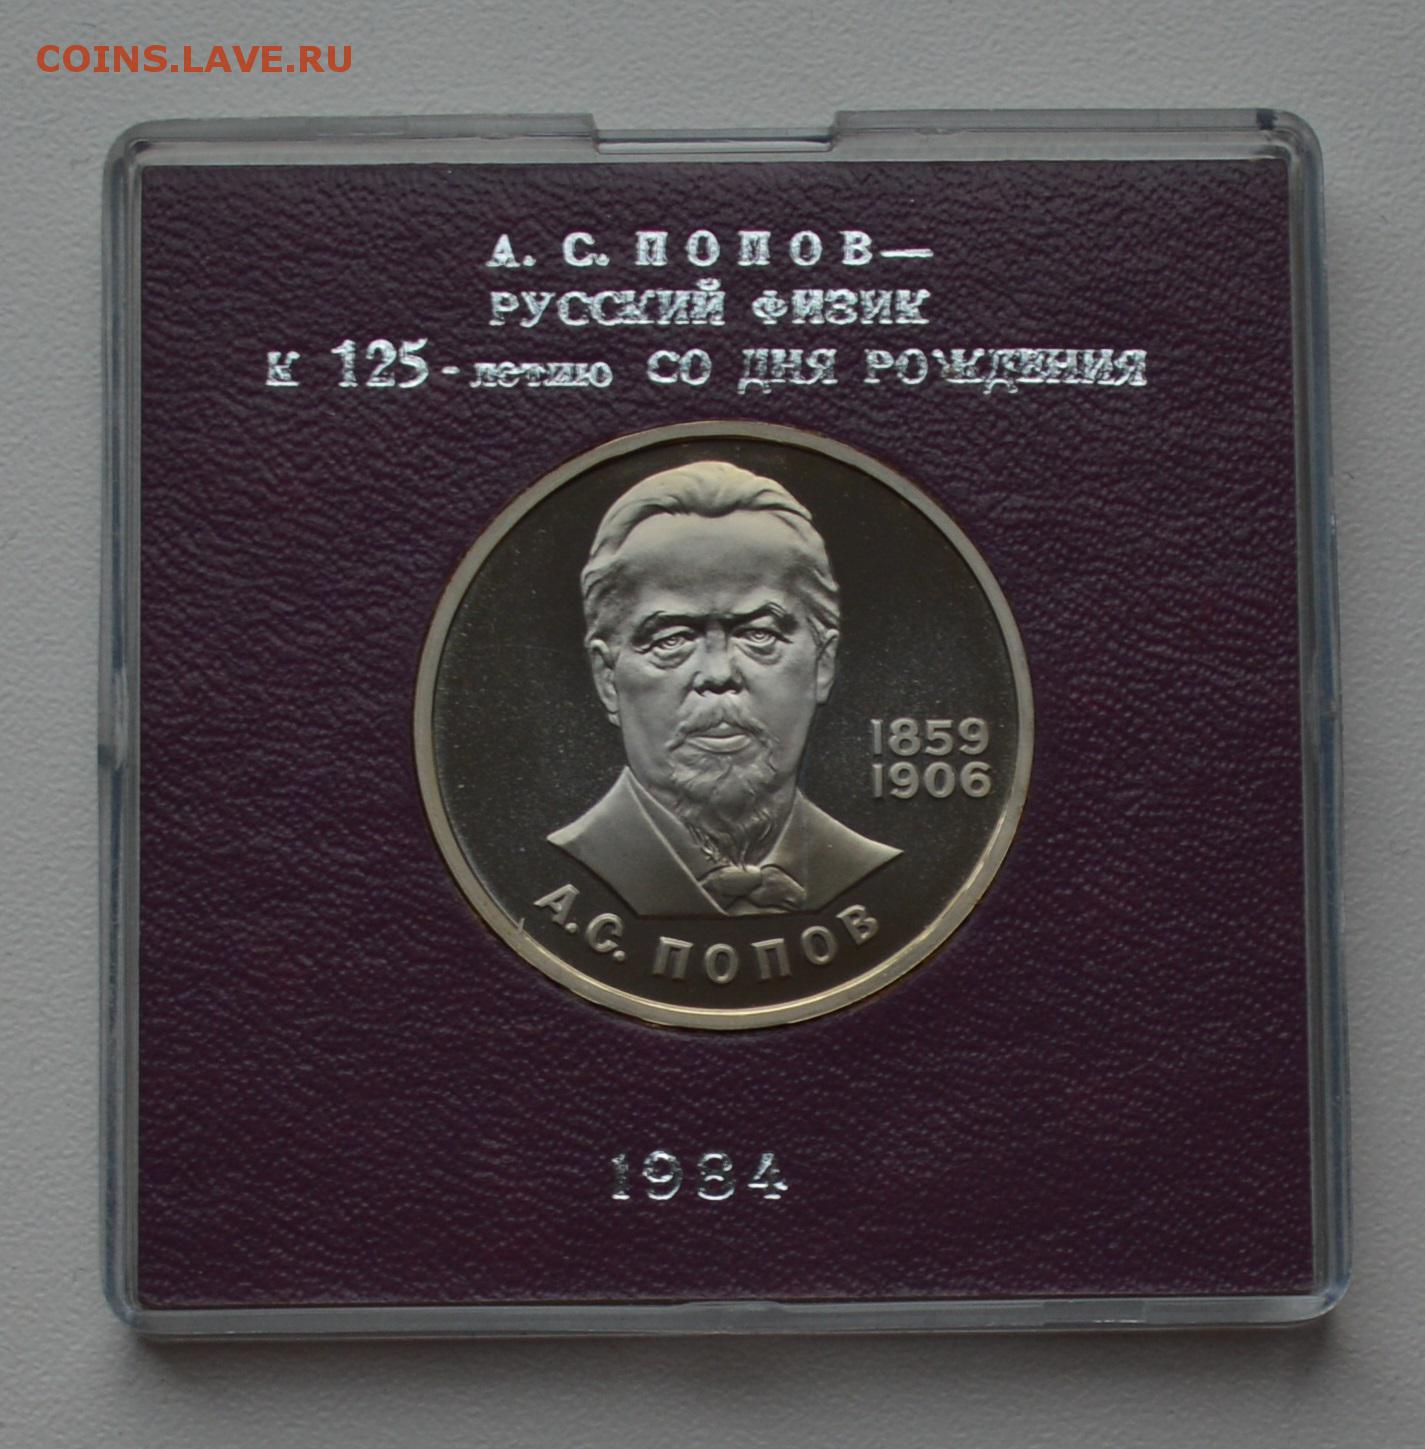 COINS.LAVE.RU
А. С. ПОПОВ—
РУССКИЙ ФИЗИК
К 125-летию СО ДНЯ РОЖДЕНИЯ
1859
1906
А.С. ПОПОВ
1984